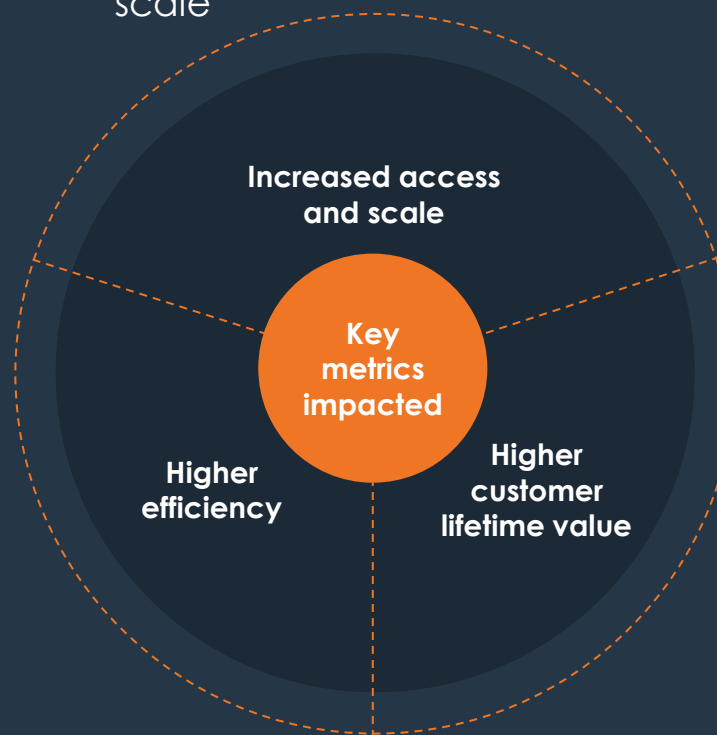 scale
Increased access
and scale
Key
metrics
impacted
Higher
efficiency
Higher
customer
lifetime value